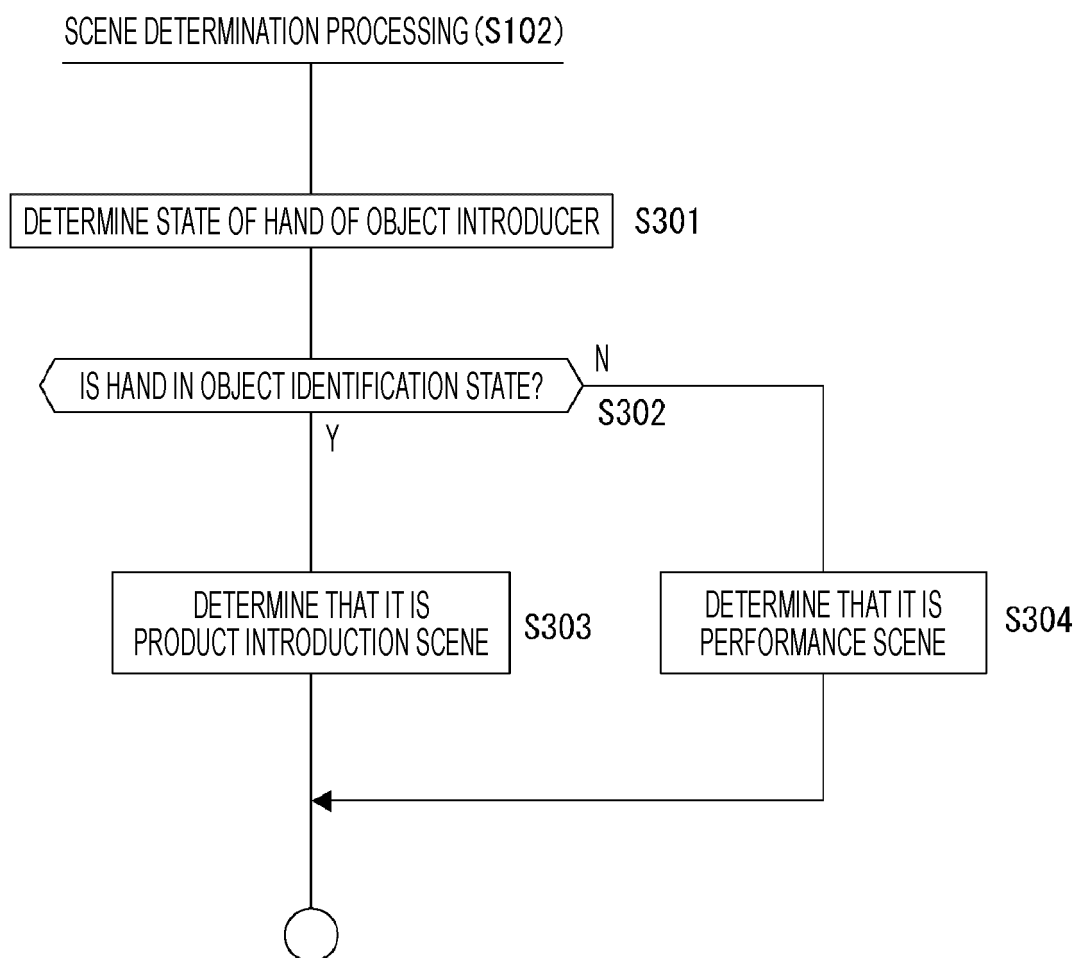 SCENE DETERMINATION PROCESSING (S102)
DETERMINE STATE OF HAND OF OBJECT INTRODUCER S301
IS HAND IN OBJECT IDENTIFICATION STATE?
N
S302
Y
DETERMINE THAT IT IS
PRODUCT INTRODUCTION SCENE
S303
DETERMINE THAT IT IS
PERFORMANCE SCENE
S304